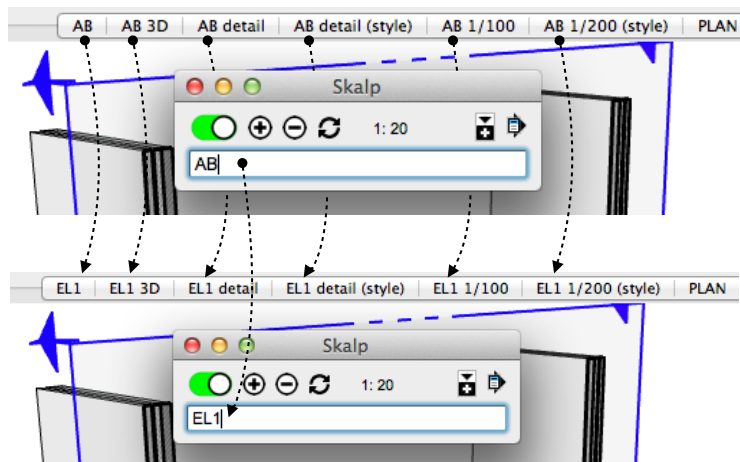 AB AB 3D AB detail AB detail (style) AB 1/100 AB 1/200 (style) PLAN
Skalp
1: 20
AB
EL1 EL1 3D EL1 detail EL1 detail (style) EL1 1/100 EL1 1/200 (style) PLAN
Skalp
1: 20
EL1